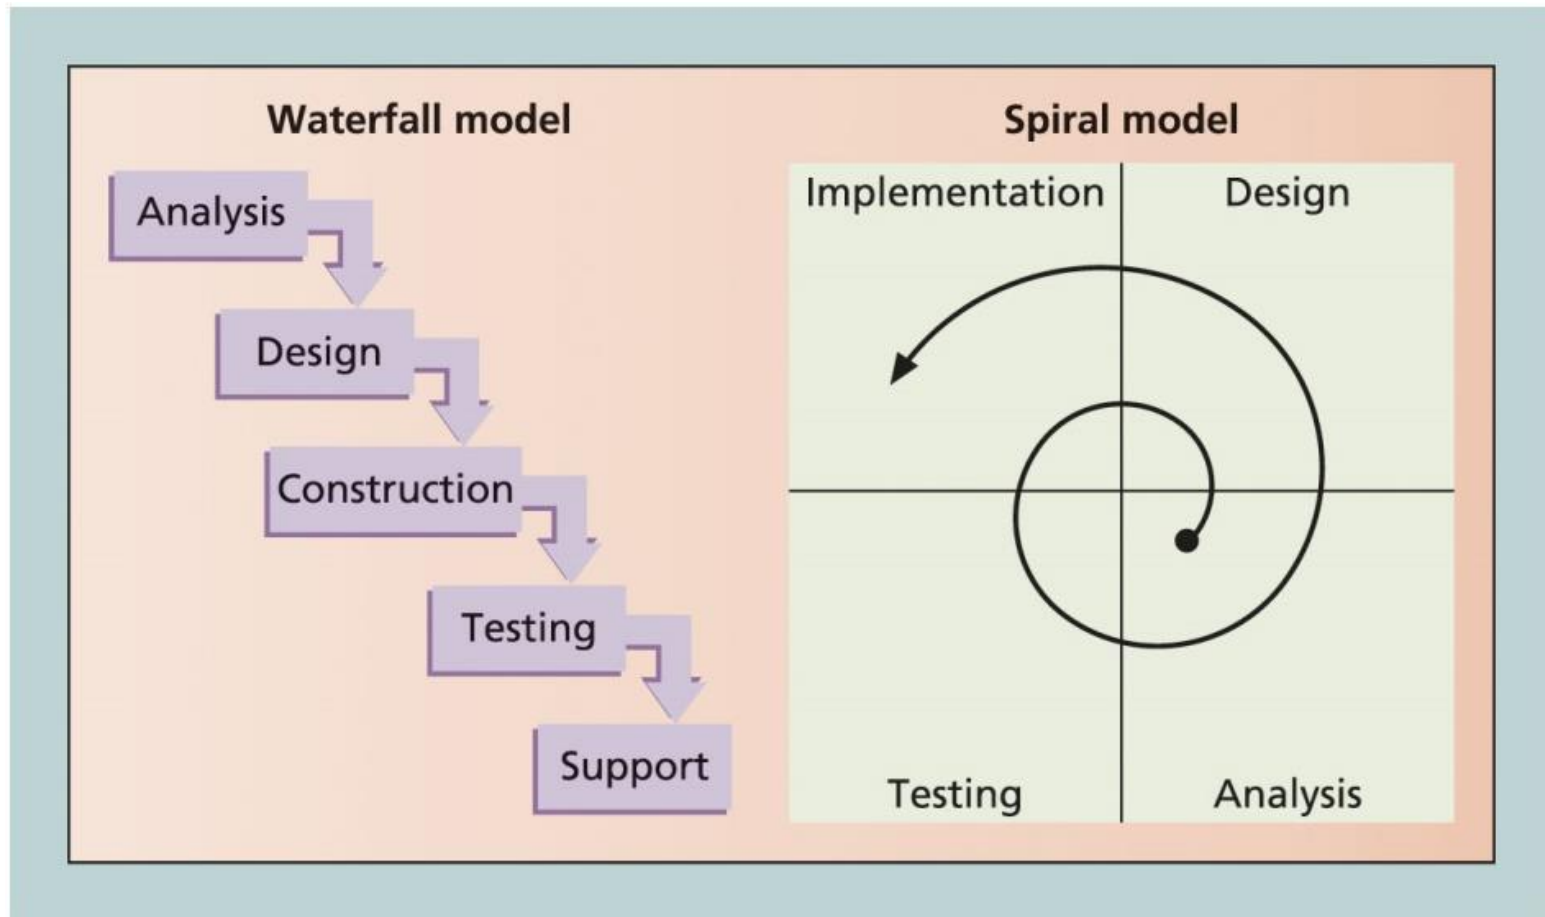 Waterfall model
Analysis
Design
Construction
Testing
Support
Spiral model
Implementation
Design
Testing
Analysis